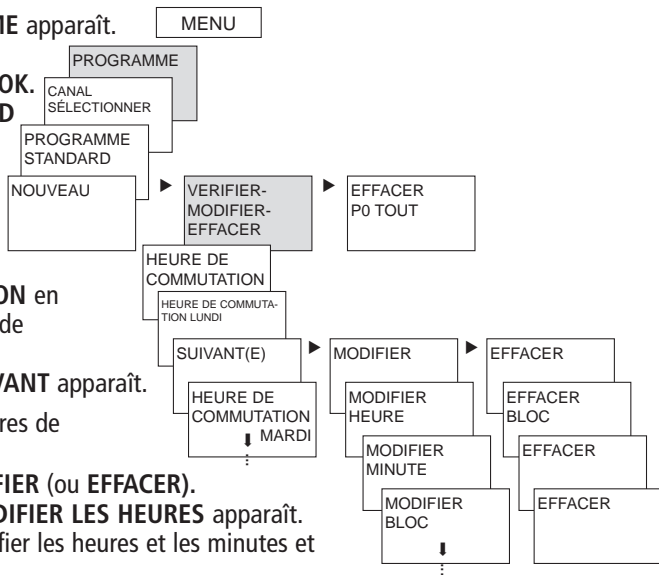 ME apparaît.
MENU
PROGRAMME
OK.
CANAL
SÉLECTIONNER
D
PROGRAMME
STANDARD
NOUVEAU
VERIFIER-
MODIFIER-
EFFACER
EFFACER
P0 TOUT
HEURE DE
COMMUTATION
ON en
HEURE DE COMMUTA-
TION LUNDI
de
SUIVANT(E)
MODIFIER
EFFACER
VANT apparaît.
HEURE DE
COMMUTATION
MARDI
MODIFIER
HEURE
EFFACER
BLOC
res de
MODIFIER
MINUTE
EFFACER
FIER (ou EFFACER).
DIFIER LES HEURES apparaît.
MODIFIER
BLOC
EFFACER
fier les heures et les minutes et